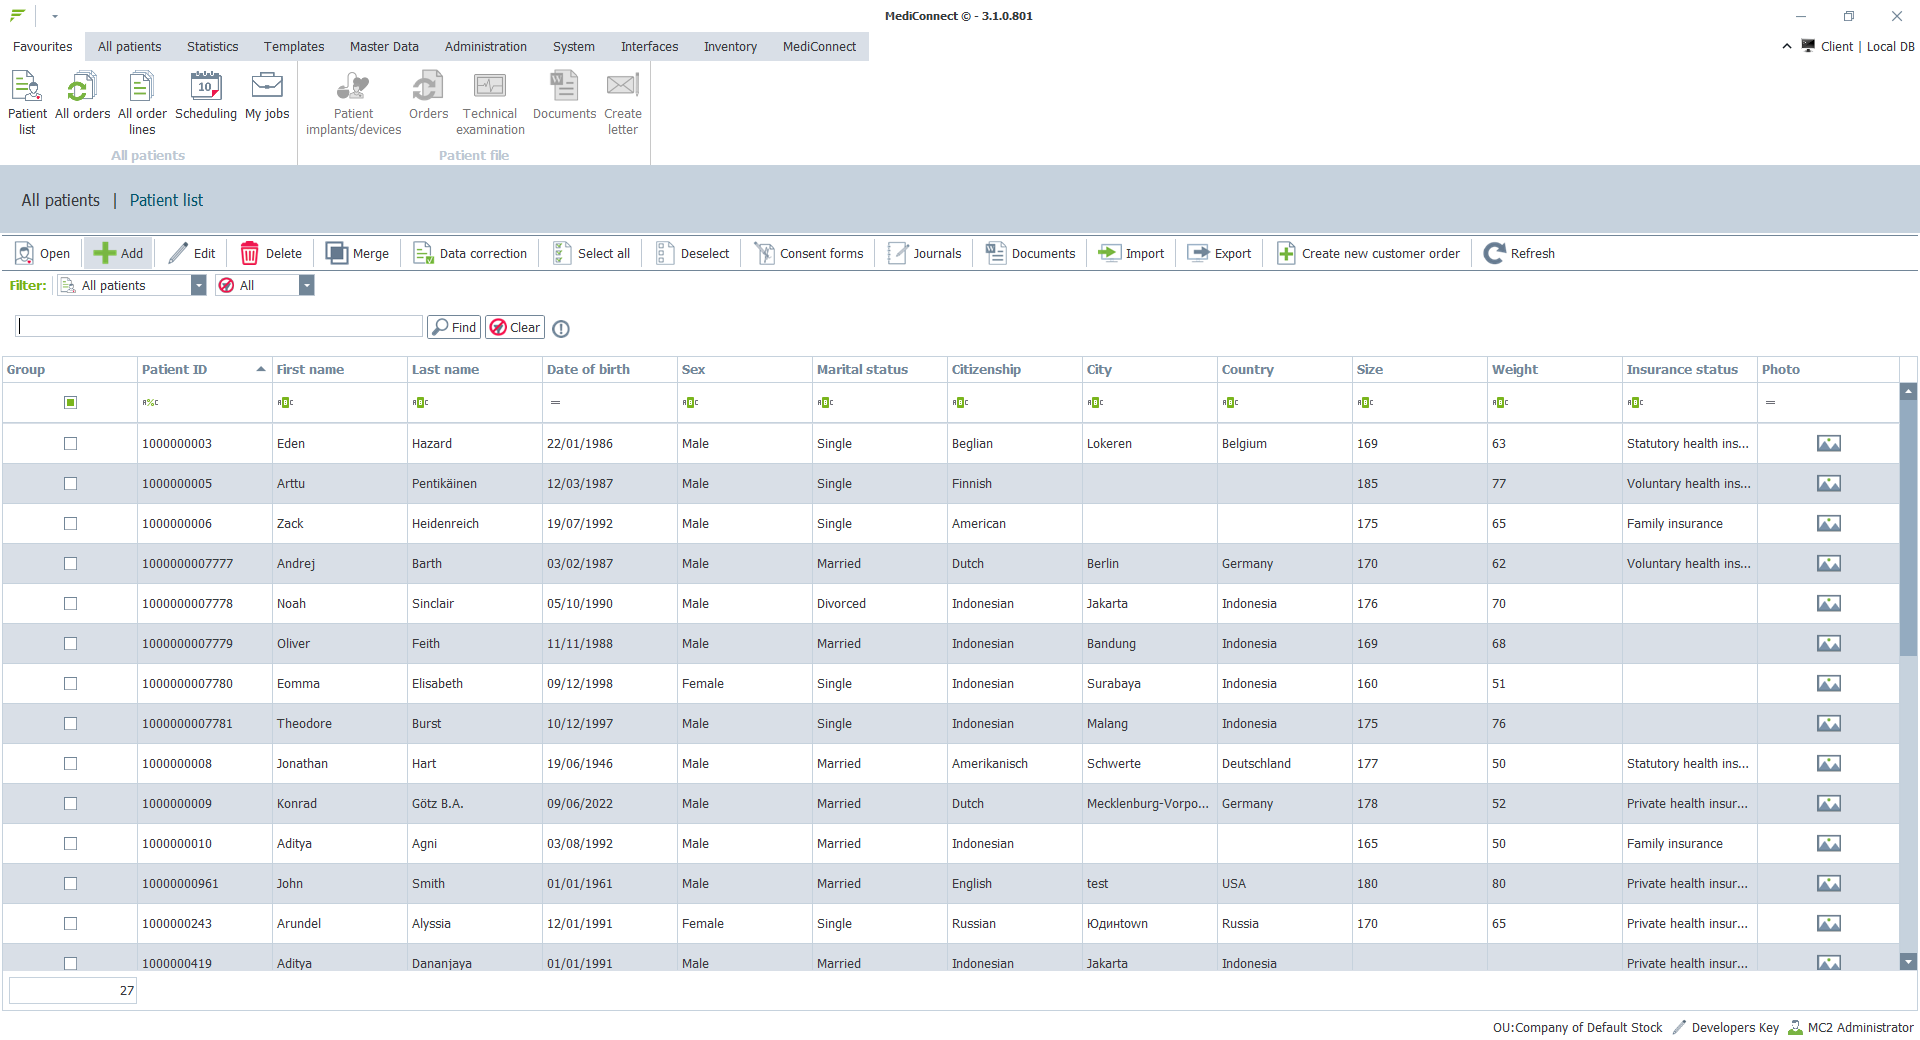 MediConnect © - 3.1.0.801
Favourites All patients Statistics Templates Master Data Administration System Interfaces Inventory MediConnect
Client | Local DB
Patient list
All orders
All order lines
Scheduling
My jobs
Patient implants/devices
Orders
Technical examination
Documents
Create letter
All patients
Patient file
All patients | Patient list
Open Add Edit Delete Merge Data correction Select all Deselect Consent forms Journals Documents Import Export Create new customer order Refresh
Filter: All patients All
Find Clear
Group Patient ID First name Last name Date of birth Sex Marital status Citizenship City Country Size Weight Insurance status Photo
1000000003 Eden Hazard 22/01/1986 Male Single Beglian Lokeren Belgium 169 63 Statutory health ins...
1000000005 Arttu Pentikäinen 12/03/1987 Male Single Finnish 185 77 Voluntary health ins...
1000000006 Zack Heidenreich 19/07/1992 Male Single American 175 65 Family insurance
1000000007777 Andrej Barth 03/02/1987 Male Married Dutch Berlin Germany 170 62 Voluntary health ins...
1000000007778 Noah Sinclair 05/10/1990 Male Divorced Indonesian Jakarta Indonesia 176 70
1000000007779 Oliver Feith 11/11/1988 Male Married Indonesian Bandung Indonesia 169 68
1000000007780 Eomma Elisabeth 09/12/1998 Female Single Indonesian Surabaya Indonesia 160 51
1000000007781 Theodore Burst 10/12/1997 Male Single Indonesian Malang Indonesia 175 76
1000000008 Jonathan Hart 19/06/1946 Male Married Amerikanisch Schwerte Deutschland 177 50 Statutory health ins...
1000000009 Konrad Götz B.A. 09/06/2022 Male Married Dutch Mecklenburg-Vorpo... Germany 178 52 Private health insur...
1000000010 Aditya Agni 03/08/1992 Male Married Indonesian 165 50 Family insurance
10000000961 John Smith 01/01/1961 Male Married English test USA 180 80 Private health insur...
1000000243 Arundel Alyssia 12/01/1991 Female Single Russian Юдинtown Russia 170 65 Private health insur...
1000000419 Aditya Dananjaya 01/01/1991 Male Married Indonesian Jakarta Indonesia Private health insur...
27
OU:Company of Default Stock Developers Key MC2 Administrator